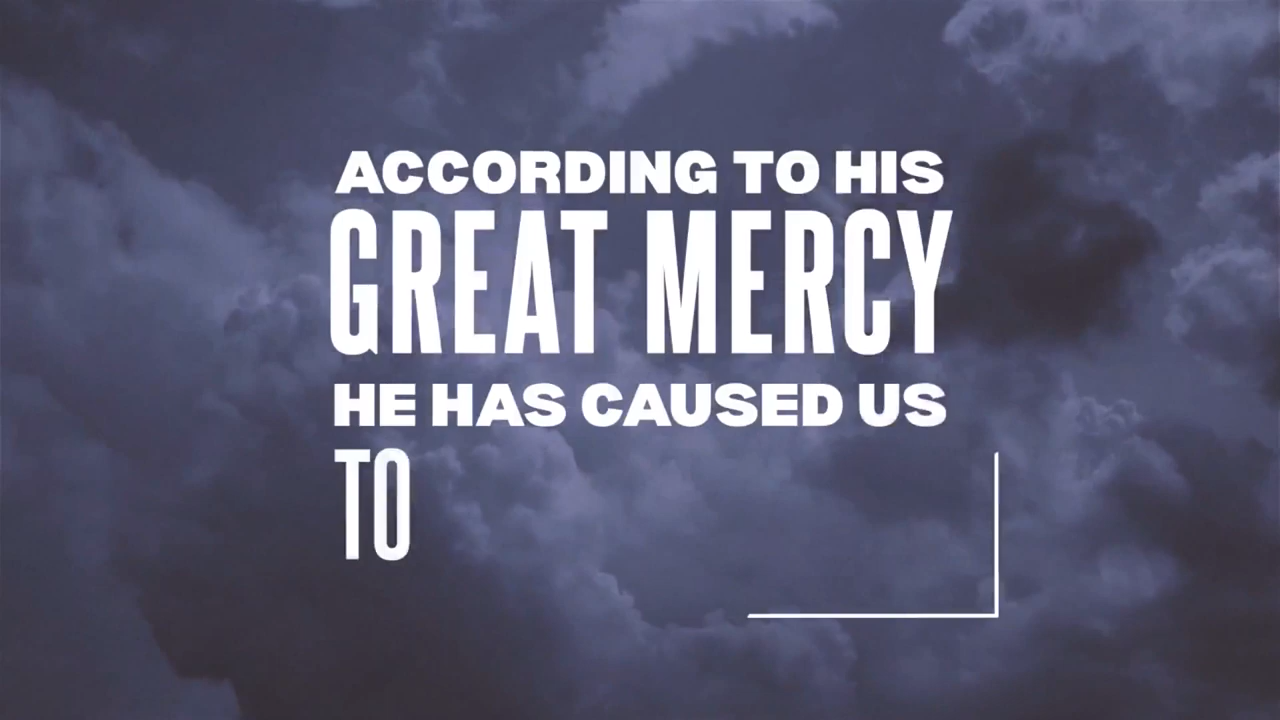 ACCORDING TO HIS
GREAT MERCY
HE HAS CAUSED US
TO